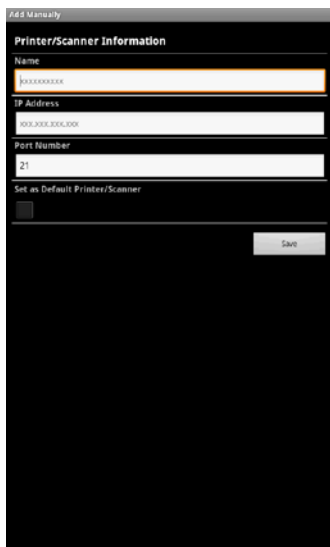 Add Manually
Printer/Scanner Information
Name
xxxxxxxxxx
IP Address
xxx.xxx.xxx.xxx
Port Number
21
Set as Default Printer/Scanner
Save